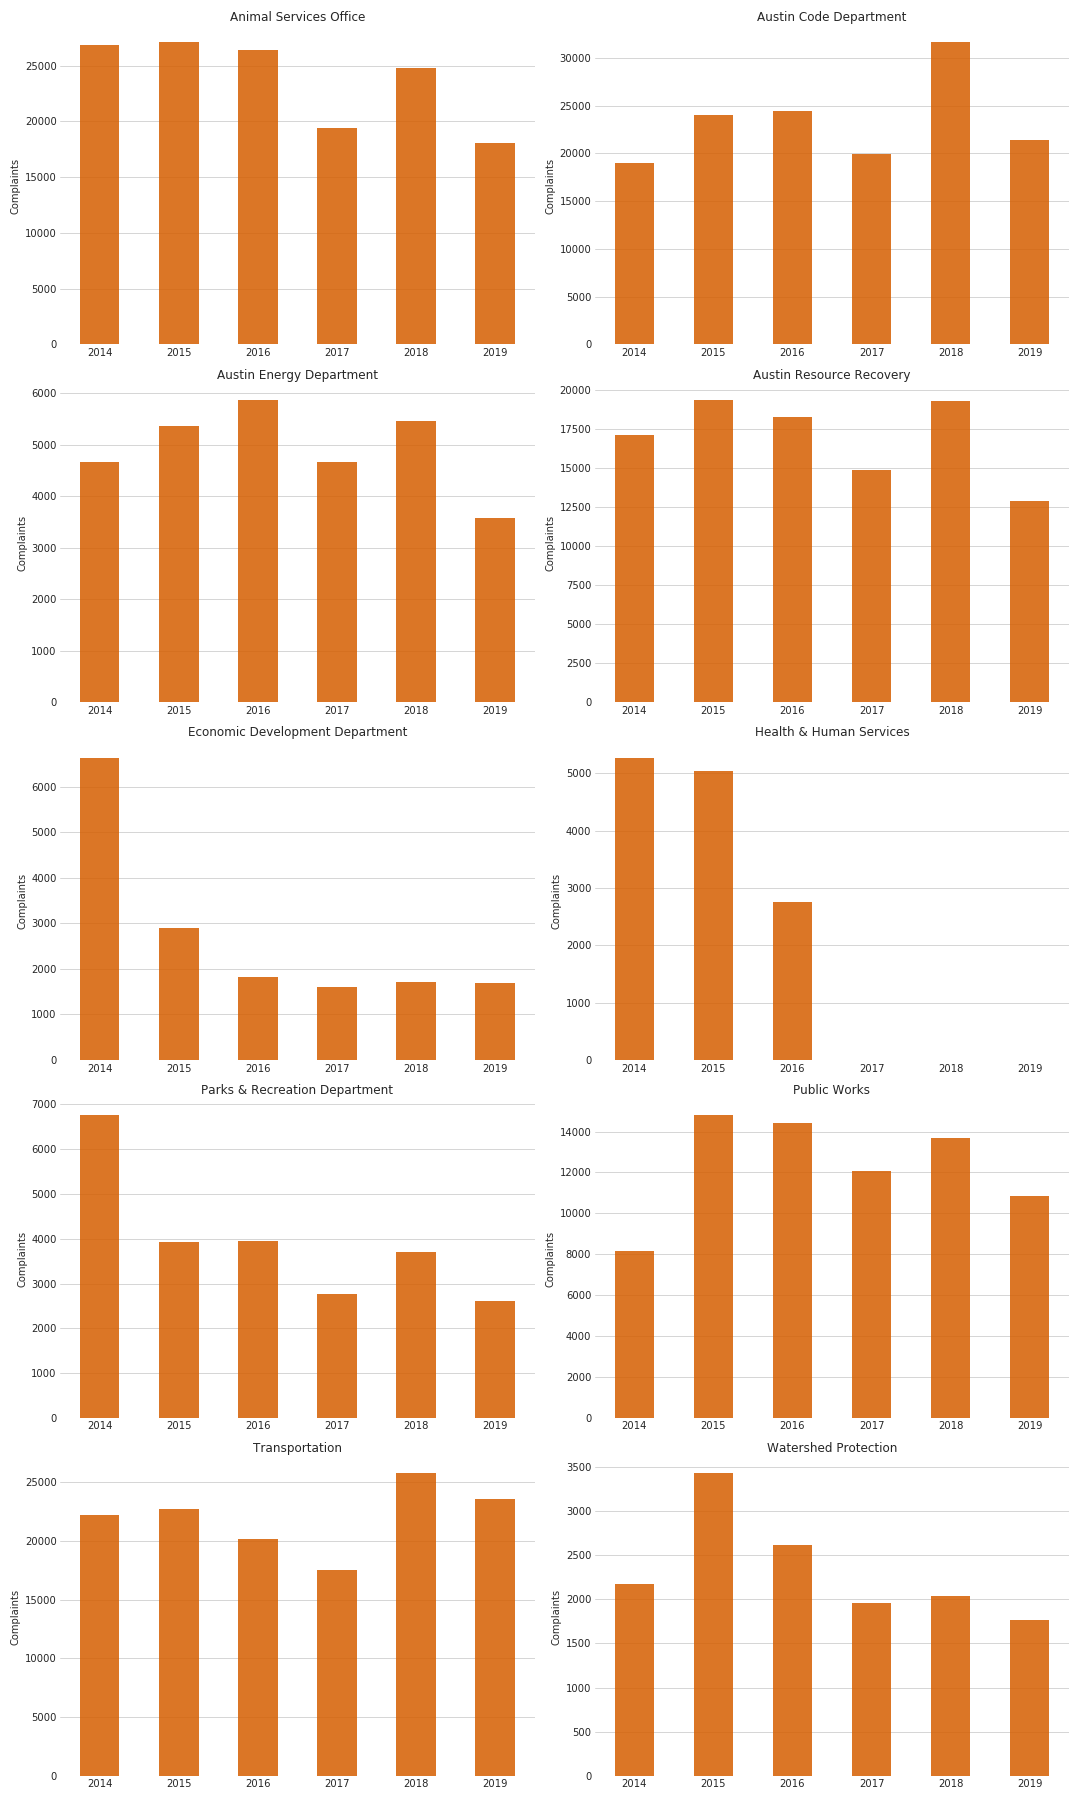 Animal Services Office
Complaints
25000
20000
15000
10000
5000
0
2014 2015 2016 2017 2018 2019
Austin Code Department
Complaints
30000
25000
20000
15000
10000
5000
0
2014 2015 2016 2017 2018 2019
Austin Energy Department
Complaints
6000
5000
4000
3000
2000
1000
0
2014 2015 2016 2017 2018 2019
Austin Resource Recovery
Complaints
20000
17500
15000
12500
10000
7500
5000
2500
0
2014 2015 2016 2017 2018 2019
Economic Development Department
Complaints
6000
5000
4000
3000
2000
1000
0
2014 2015 2016 2017 2018 2019
Health & Human Services
Complaints
5000
4000
3000
2000
1000
0
2014 2015 2016 2017 2018 2019
Parks & Recreation Department
Complaints
7000
6000
5000
4000
3000
2000
1000
0
2014 2015 2016 2017 2018 2019
Public Works
Complaints
14000
12000
10000
8000
6000
4000
2000
0
2014 2015 2016 2017 2018 2019
Transportation
Complaints
25000
20000
15000
10000
5000
0
2014 2015 2016 2017 2018 2019
Watershed Protection
Complaints
3500
3000
2500
2000
1500
1000
500
0
2014 2015 2016 2017 2018 2019